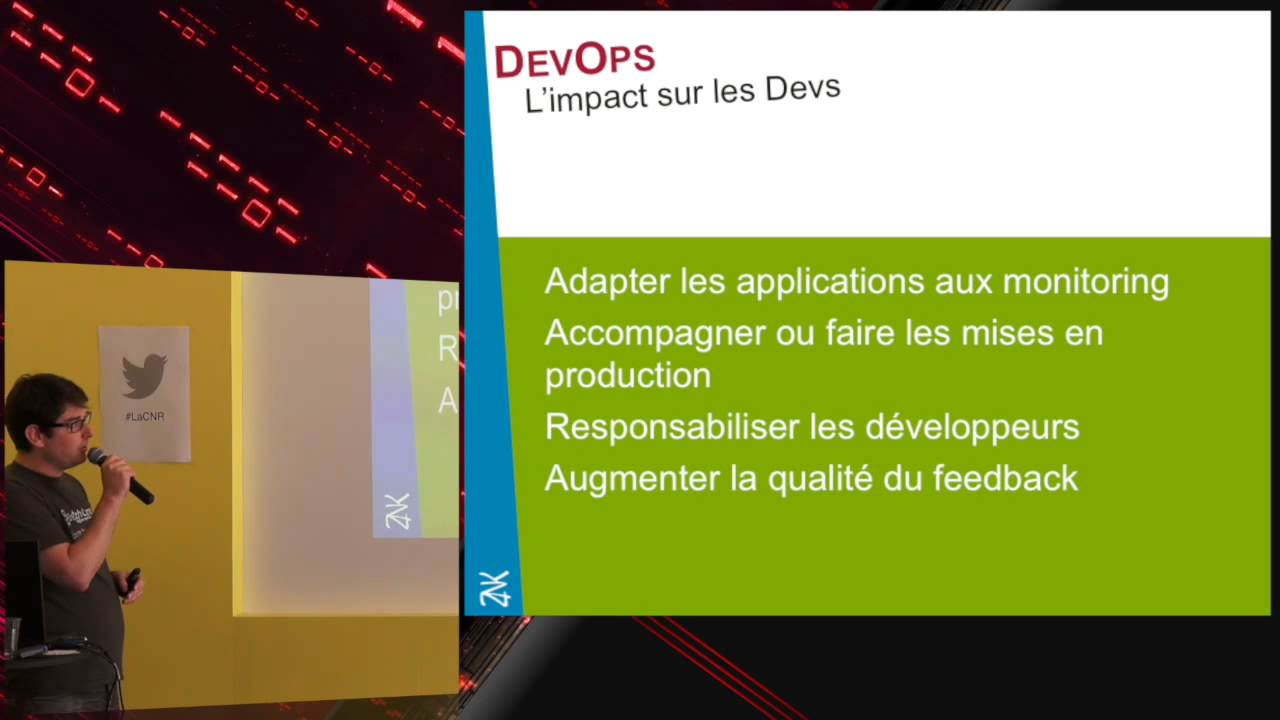 DEVOPS
L'impact sur les Devs
Adapter les applications aux monitoring
Accompagner ou faire les mises en
production
Responsabiliser les développeurs
Augmenter la qualité du feedback
#LaCNR
pr
R
A